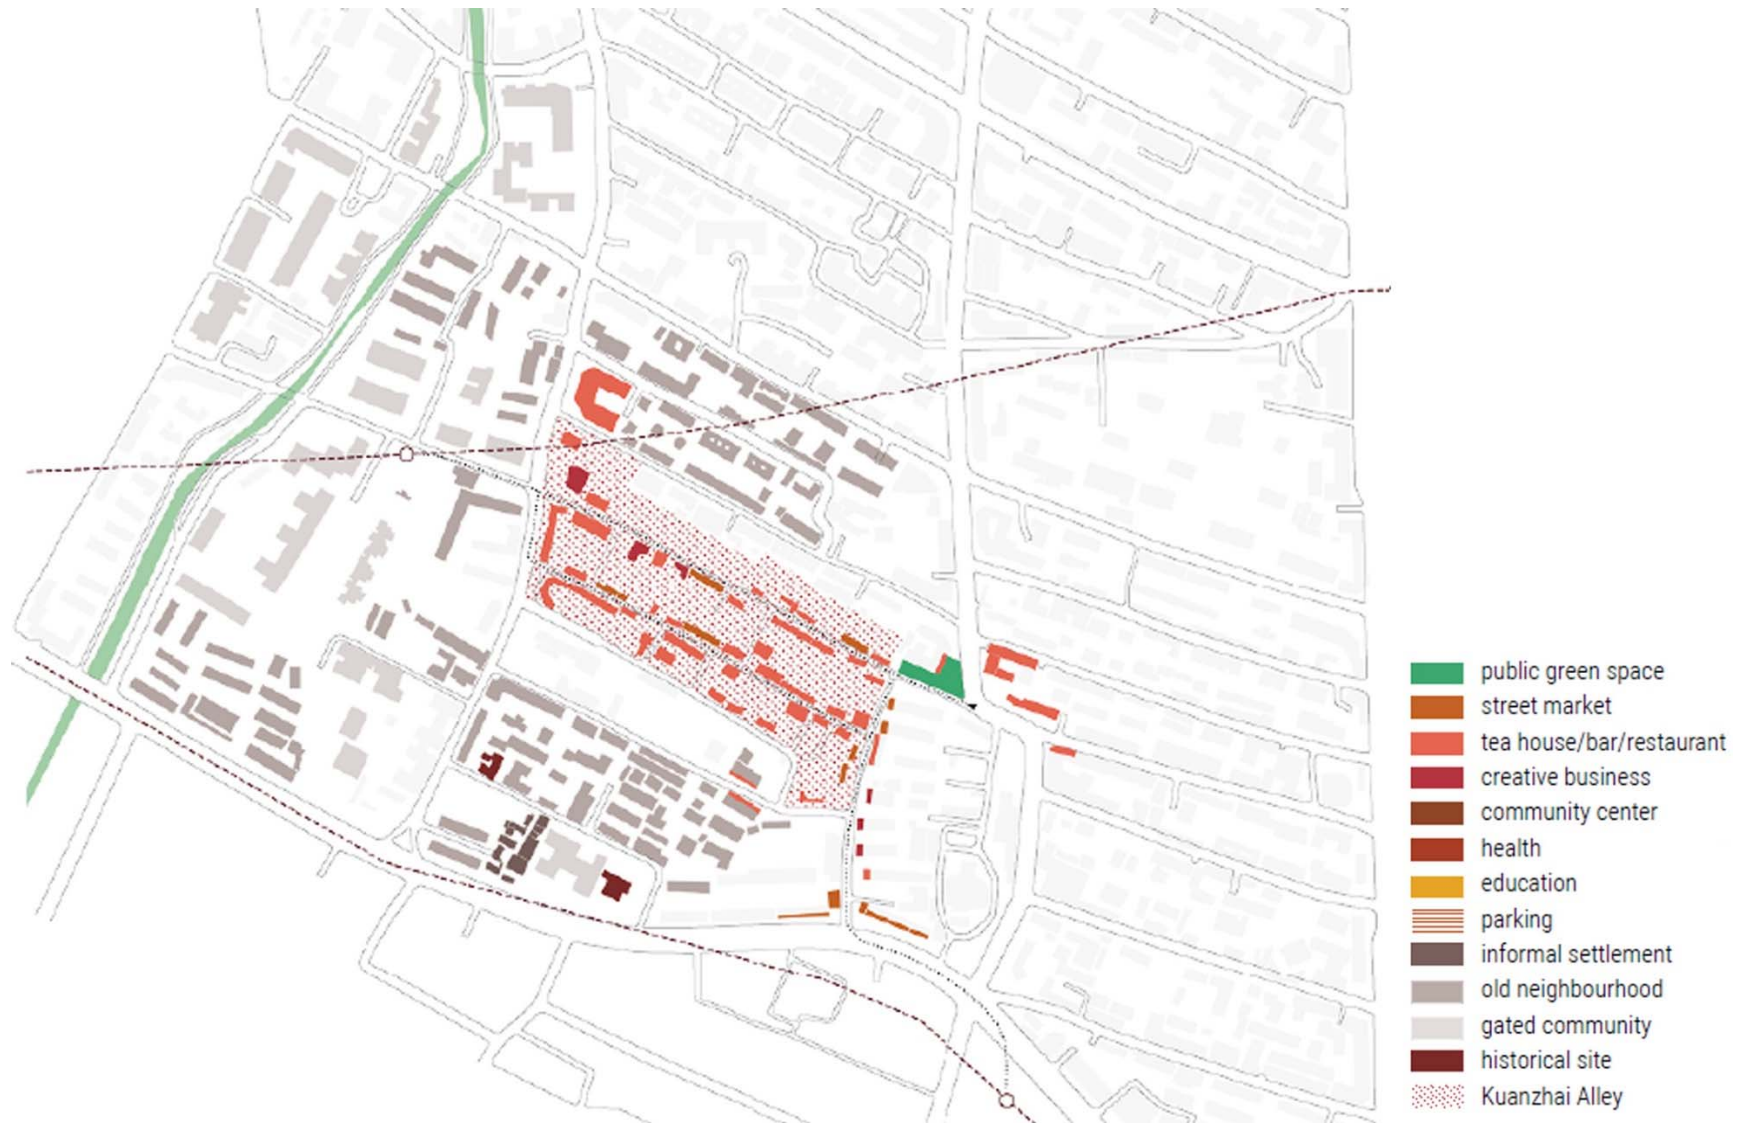 public green space
street market
tea house/bar/restaurant
creative business
community center
health
education
parking
informal settlement
old neighbourhood
gated community
historical site
Kuanzhai Alley